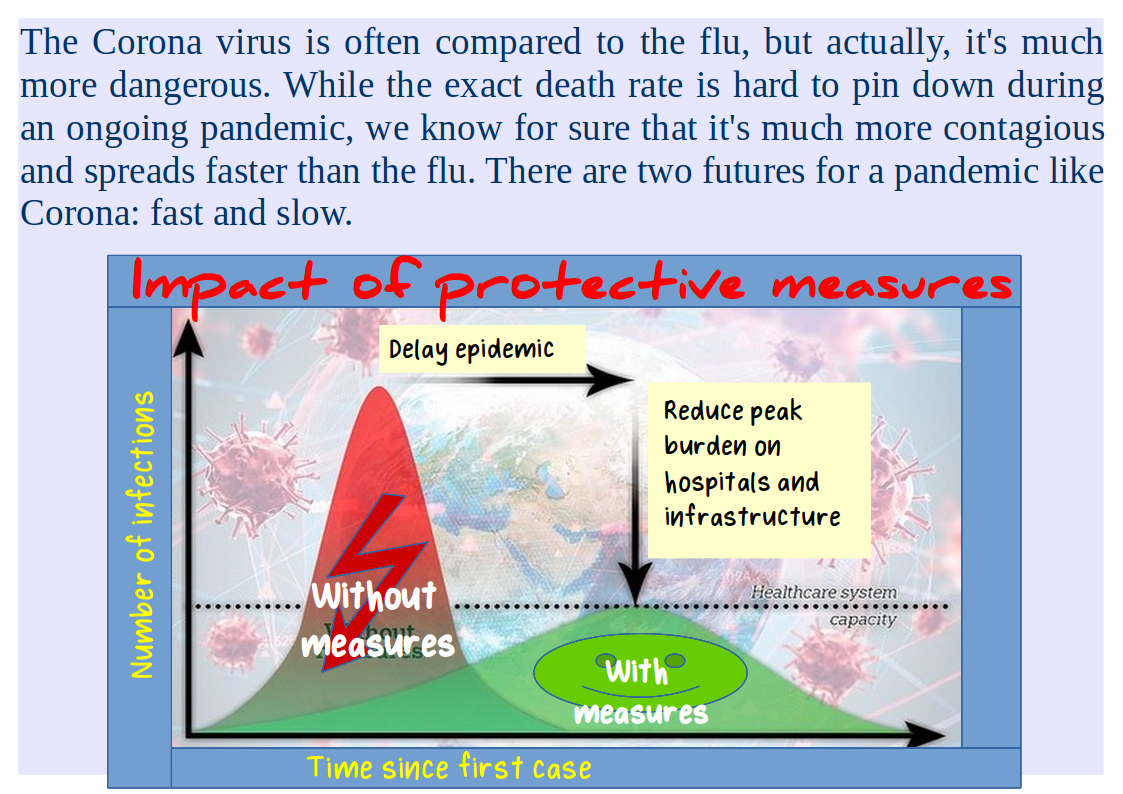 The Corona virus is often compared to the flu, but actually, it's much
more dangerous. While the exact death rate is hard to pin down during
an ongoing pandemic, we know for sure that it's much more contagious
and spreads faster than the flu. There are two futures for a pandemic like
Corona: fast and slow.
Impact of protective measures
Delay epidemic
Reduce peak
burden on
hospitals and
infrastructure
Number of infections
Healthcare system
capacity
Without
measures
With
measures
Time since first case